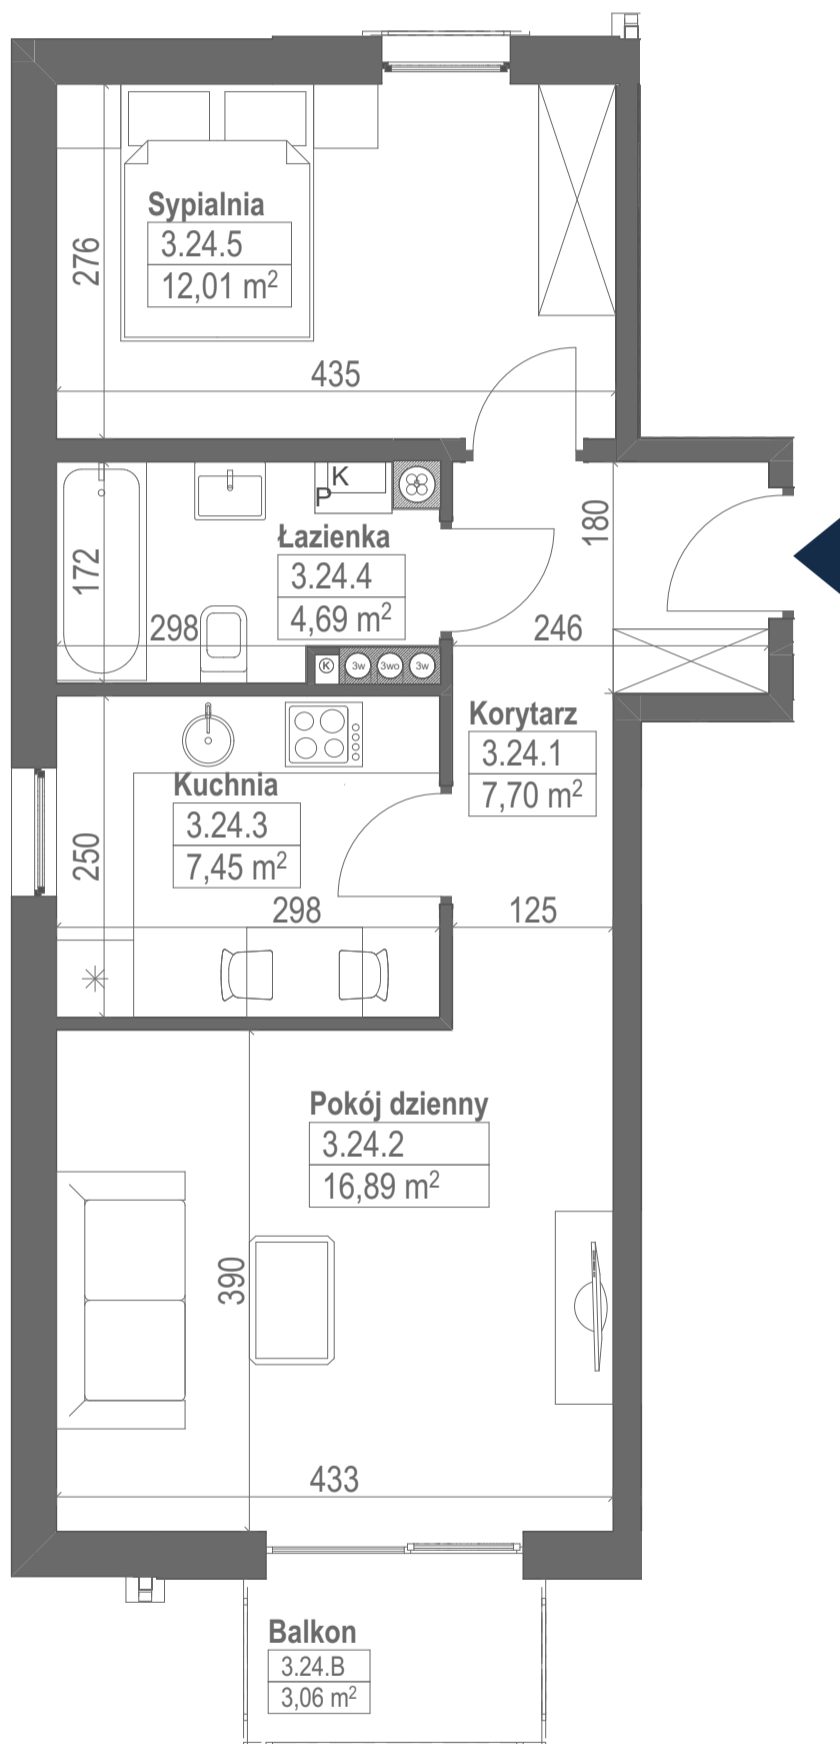 Sypialnia
3.24.5
12,01 m²
276
435
K
P
Łazienka
3.24.4
4,69 m²
172
298
180
246
K
3w
3wo
3w
Korytarz
3.24.1
7,70 m²
Kuchnia
3.24.3
7,45 m²
250
298
125
Pokój dzienny
3.24.2
16,89 m²
390
433
Balkon
3.24.B
3,06 m²